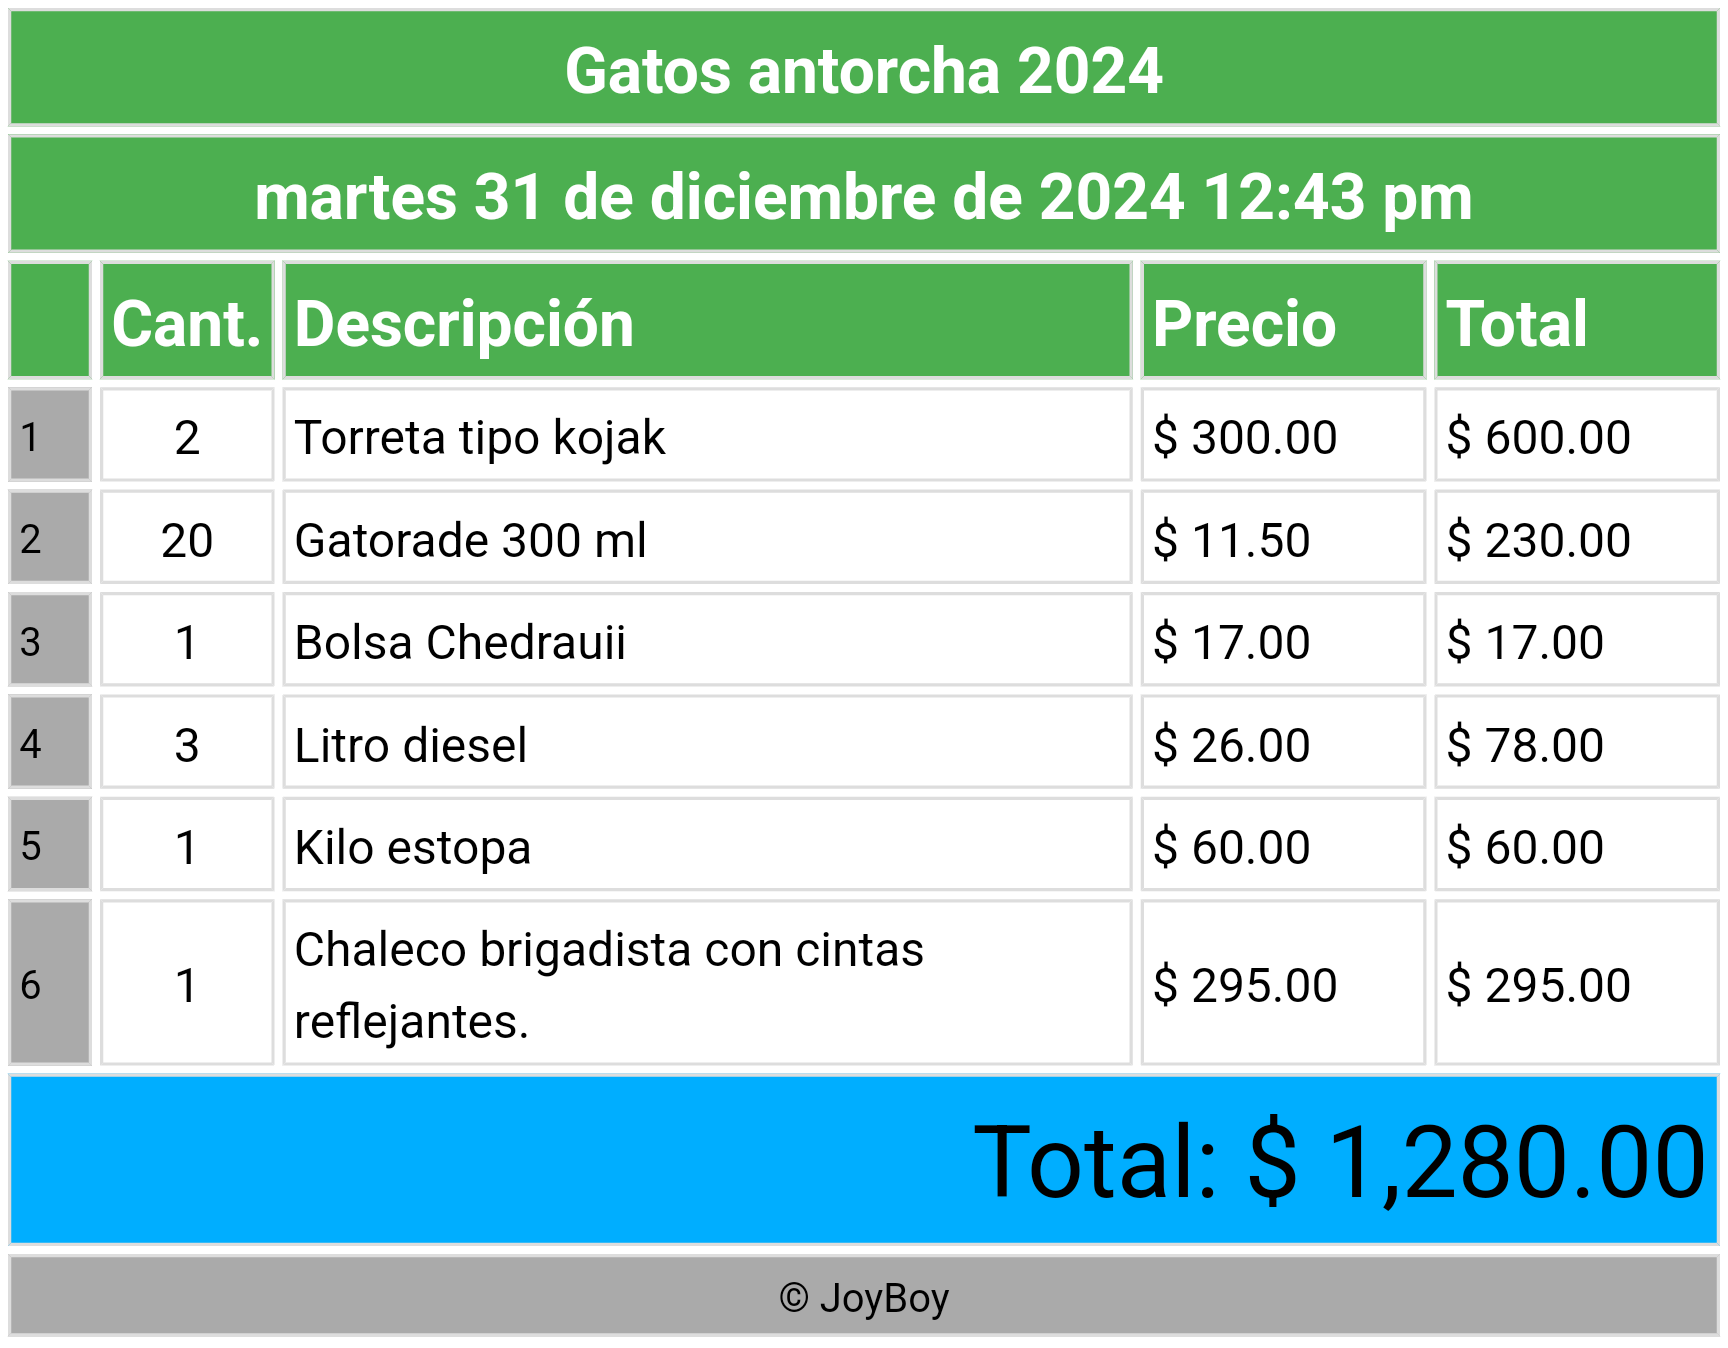 Gatos antorcha 2024
martes 31 de diciembre de 2024 12:43 pm
Cant. Descripción Precio Total
1 2 Torreta tipo kojak $ 300.00 $ 600.00
2 20 Gatorade 300 ml $ 11.50 $ 230.00
3 1 Bolsa Chedrauii $ 17.00 $ 17.00
4 3 Litro diesel $ 26.00 $ 78.00
5 1 Kilo estopa $ 60.00 $ 60.00
6 1 Chaleco brigadista con cintas $ 295.00 $ 295.00
reflejantes.
Total: $ 1,280.00
© JoyBoy